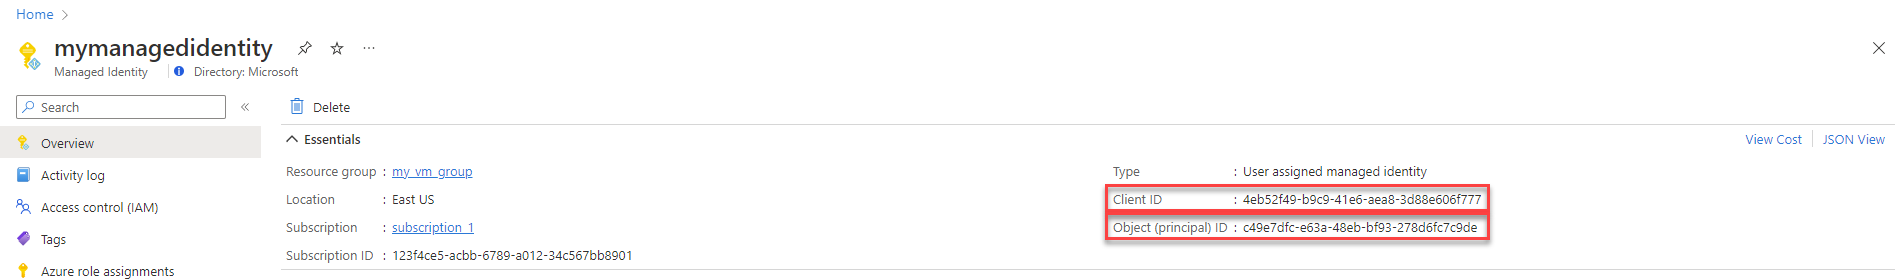 Home
mymanagedidentity
Managed Identity Directory: Microsoft
Search
Delete
Overview
Essentials
View Cost JSON View
Activity log
Resource group : my_vm_group
Type : User assigned managed identity
Access control (IAM)
Location : East US
Client ID : 4eb52f49-b9c9-41e6-aea8-3d88e606f777
Tags
Subscription : subscription_1
Object (principal) ID : c49e7dfc-e63a-48eb-bf93-278d6fc7c9de
Azure role assignments
Subscription ID : 123f4ce5-acbb-6789-a012-34c567bb8901